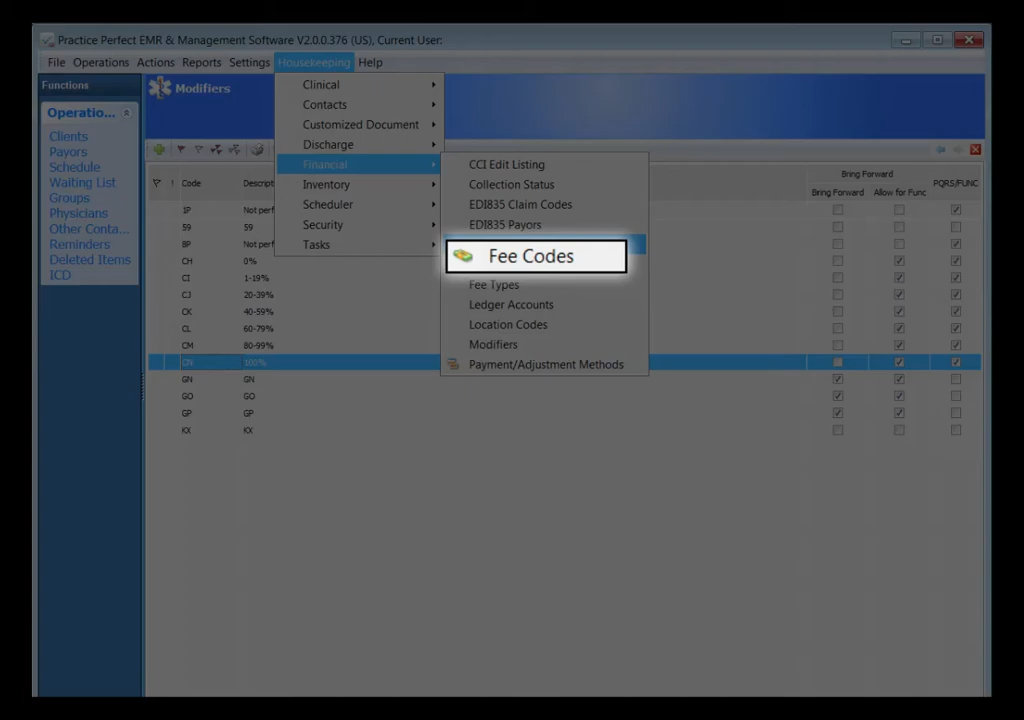 Practice Perfect EMR & Management Software V2.0.0.376 (US), Current User:
File Operations Actions Reports Settings Housekeeping Help
Functions
Operatio...
Clients
Payors
Schedule
Waiting List
Groups
Physicians
Other Conta...
Reminders
Deleted Items
ICD
Modifiers
Clinical
Contacts
Customized Document
Discharge
Financial
Inventory
Scheduler
Security
Tasks
CCI Edit Listing
Collection Status
EDI835 Claim Codes
EDI835 Payors
Fee Codes
Fee Types
Ledger Accounts
Location Codes
Modifiers
Payment/Adjustment Methods
Bring Forward
! Code Descript Bring Forward Allow for Func PQRS/FUNC
1P Not perf
59 59
8P Not perf
CH 0%
CI 1-19%
CJ 20-39%
CK 40-59%
CL 60-79%
CM 80-99%
CN 100%
GN GN
GO GO
GP GP
KX KX